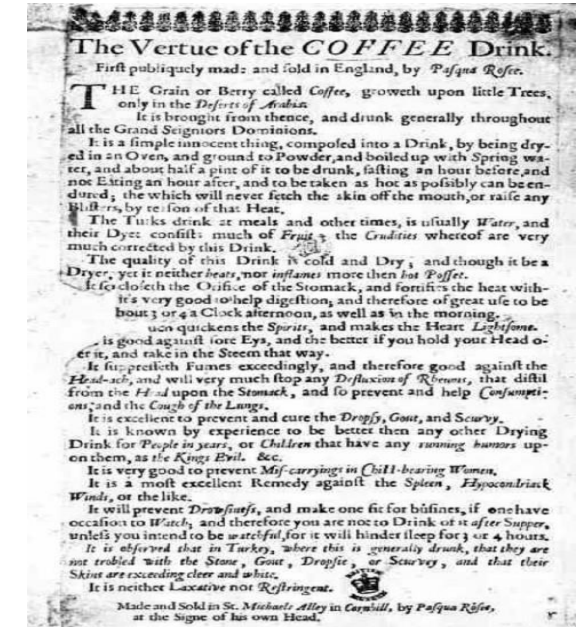 The Vertue of the COFFEE Drink.
First publiquely made and sold in England, by Pasqua Rosee.
THE Grain or Berry called Coffee, groweth upon little Trees,
only in the Deserts of Arabia.
It is brought from thence, and drunk generally throughout
all the Grand Seigniors Dominions.
It is a simple innocent thing, composed into a Drink, by being dry-
ed in an Oven, and ground to Powder, and boiled up with Spring wa-
ter, and about half a pint of it to be drunk, fasting an hour before, and
not Eating an hour after, and to be taken as hot as possibly can be en-
dured; the which will never fetch the skin off the mouth, or raise any
Blisters, by reason of that Heat.
The Turks drink at meals and other times, is usually Water, and
their Dyet consists much of Fruit, the Crudities whereof are very
much corrected by this Drink.
The quality of this Drink is cold and Dry; and though it be a
Dryer, yet it neither heats, nor inflames more then hot Posset.
It so closeth the Orifice of the Stomack, and fortifies the heat with-
it's very good to help digestion, and therefore of great use to be
bout 3 or 4 a Clock afternoon, as well as in the morning.
uch quickens the Spirits, and makes the Heart Lightsome.
is good against sore Eys, and the better if you hold your Head o-
er it, and take in the Steem that way.
It suppresseth Fumes exceedingly, and therefore good against the
Head-ach, and will very much stop any Defluxion of Rheums, that distil
from the Head upon the Stomack, and so prevent and help Consumpti-
ons; and the Cough of the Lungs.
It is excellent to prevent and cure the Dropsy, Gout, and Scurvy.
It is known by experience to be better then any other Drying
Drink for People in years, or Children that have any running humors up-
on them, as the Kings Evil. &c.
It is very good to prevent Mis-carryings in Child-bearing Women.
It is a most excellent Remedy against the Spleen, Hypocondriack
Winds, or the like.
It will prevent Drowsiness, and make one fit for busines, if one have
occasion to Watch; and therefore you are not to Drink of it after Supper,
unless you intend to be watchful, for it will hinder sleep for 3 or 4 hours.
It is observed that in Turkey, where this is generally drunk, that they are
not trobled with the Stone, Gout, Dropsie, or Scurvey, and that their
Skins are exceeding cleer and white.
It is neither Laxative nor Restringent.
Made and Sold in St. Michaels Alley in Cornhill, by Pasqua Rosee,
at the Signe of his own Head.